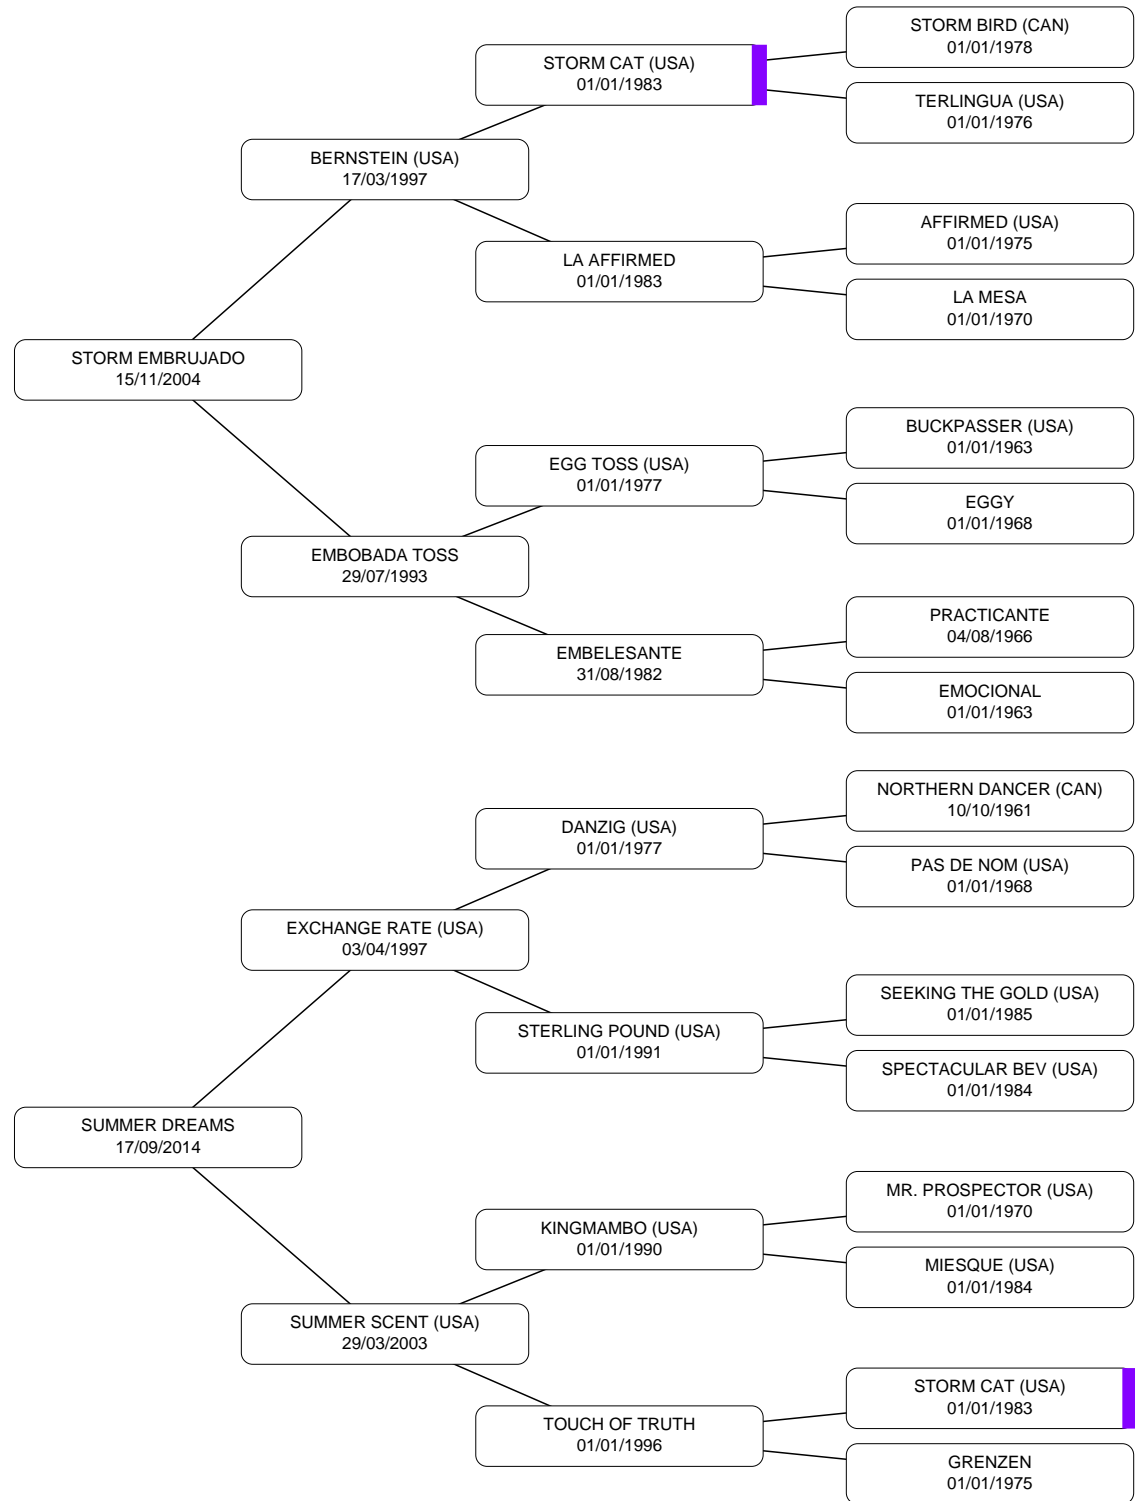 STORM BIRD (CAN)
01/01/1978
STORM CAT (USA)
01/01/1983
TERLINGUA (USA)
01/01/1976
BERNSTEIN (USA)
17/03/1997
AFFIRMED (USA)
01/01/1975
LA AFFIRMED
01/01/1983
LA MESA
01/01/1970
STORM EMBRUJADO
15/11/2004
BUCKPASSER (USA)
01/01/1963
EGG TOSS (USA)
01/01/1977
EGGY
01/01/1968
EMBOBADA TOSS
29/07/1993
PRACTICANTE
04/08/1966
EMBELESANTE
31/08/1982
EMOCIONAL
01/01/1963
NORTHERN DANCER (CAN)
10/10/1961
DANZIG (USA)
01/01/1977
PAS DE NOM (USA)
01/01/1968
EXCHANGE RATE (USA)
03/04/1997
SEEKING THE GOLD (USA)
01/01/1985
STERLING POUND (USA)
01/01/1991
SPECTACULAR BEV (USA)
01/01/1984
SUMMER DREAMS
17/09/2014
MR. PROSPECTOR (USA)
01/01/1970
KINGMAMBO (USA)
01/01/1990
MIESQUE (USA)
01/01/1984
SUMMER SCENT (USA)
29/03/2003
STORM CAT (USA)
01/01/1983
TOUCH OF TRUTH
01/01/1996
GRENZEN
01/01/1975